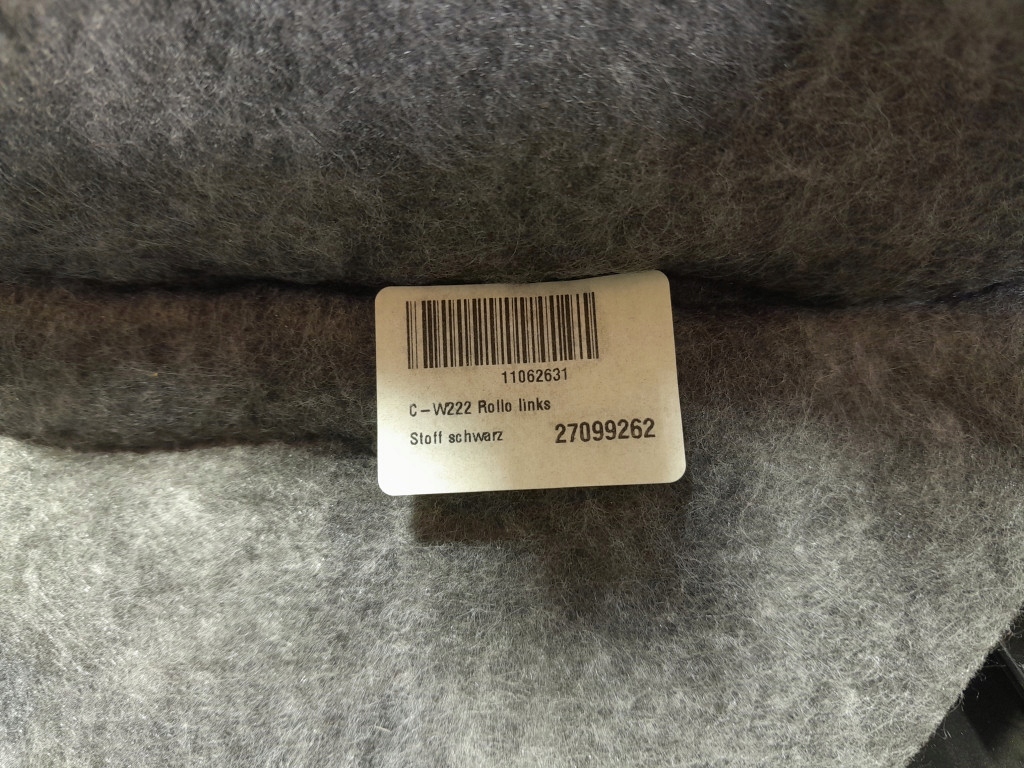 11062631
C-W222 Rollo links
Stoff schwarz 27099262